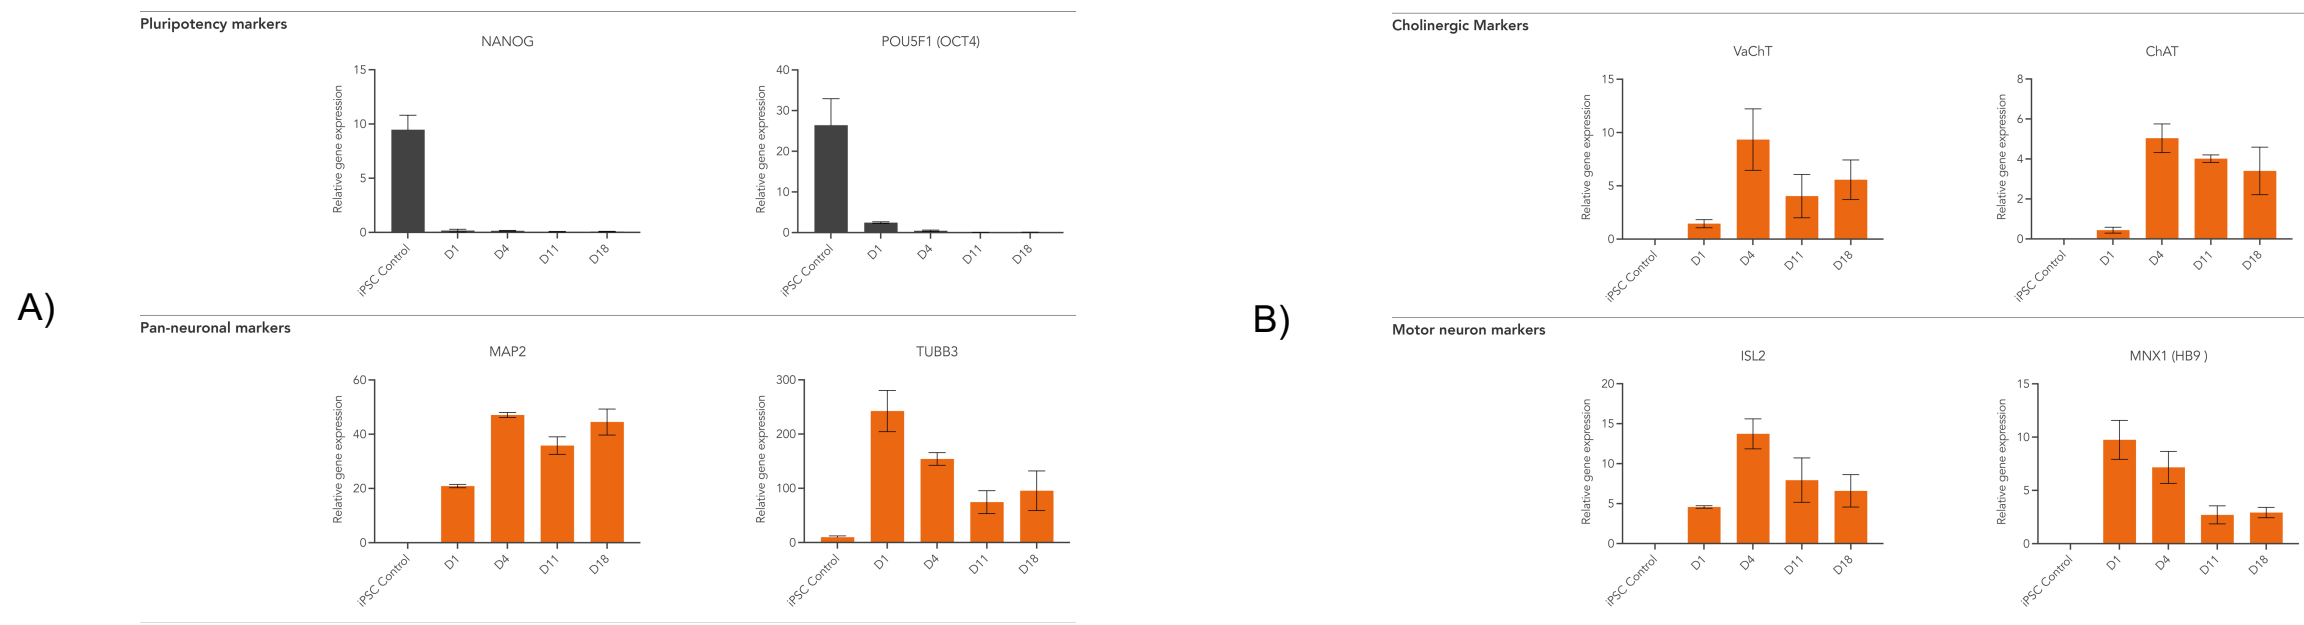 A)
Pluripotency markers
NANOG
Relative gene expression
15
10
5
0
iPSC Control
D1
D4
D11
D18
POU5F1 (OCT4)
Relative gene expression
40
30
20
10
0
iPSC Control
D1
D4
D11
D18
Pan-neuronal markers
MAP2
Relative gene expression
60
40
20
0
iPSC Control
D1
D4
D11
D18
TUBB3
Relative gene expression
300
200
100
0
iPSC Control
D1
D4
D11
D18
B)
Cholinergic Markers
VaChT
Relative gene expression
15
10
5
0
iPSC Control
D1
D4
D11
D18
ChAT
Relative gene expression
8
6
4
2
0
iPSC Control
D1
D4
D11
D18
Motor neuron markers
ISL2
Relative gene expression
20
15
10
5
0
iPSC Control
D1
D4
D11
D18
MNX1 (HB9 )
Relative gene expression
15
10
5
0
iPSC Control
D1
D4
D11
D18